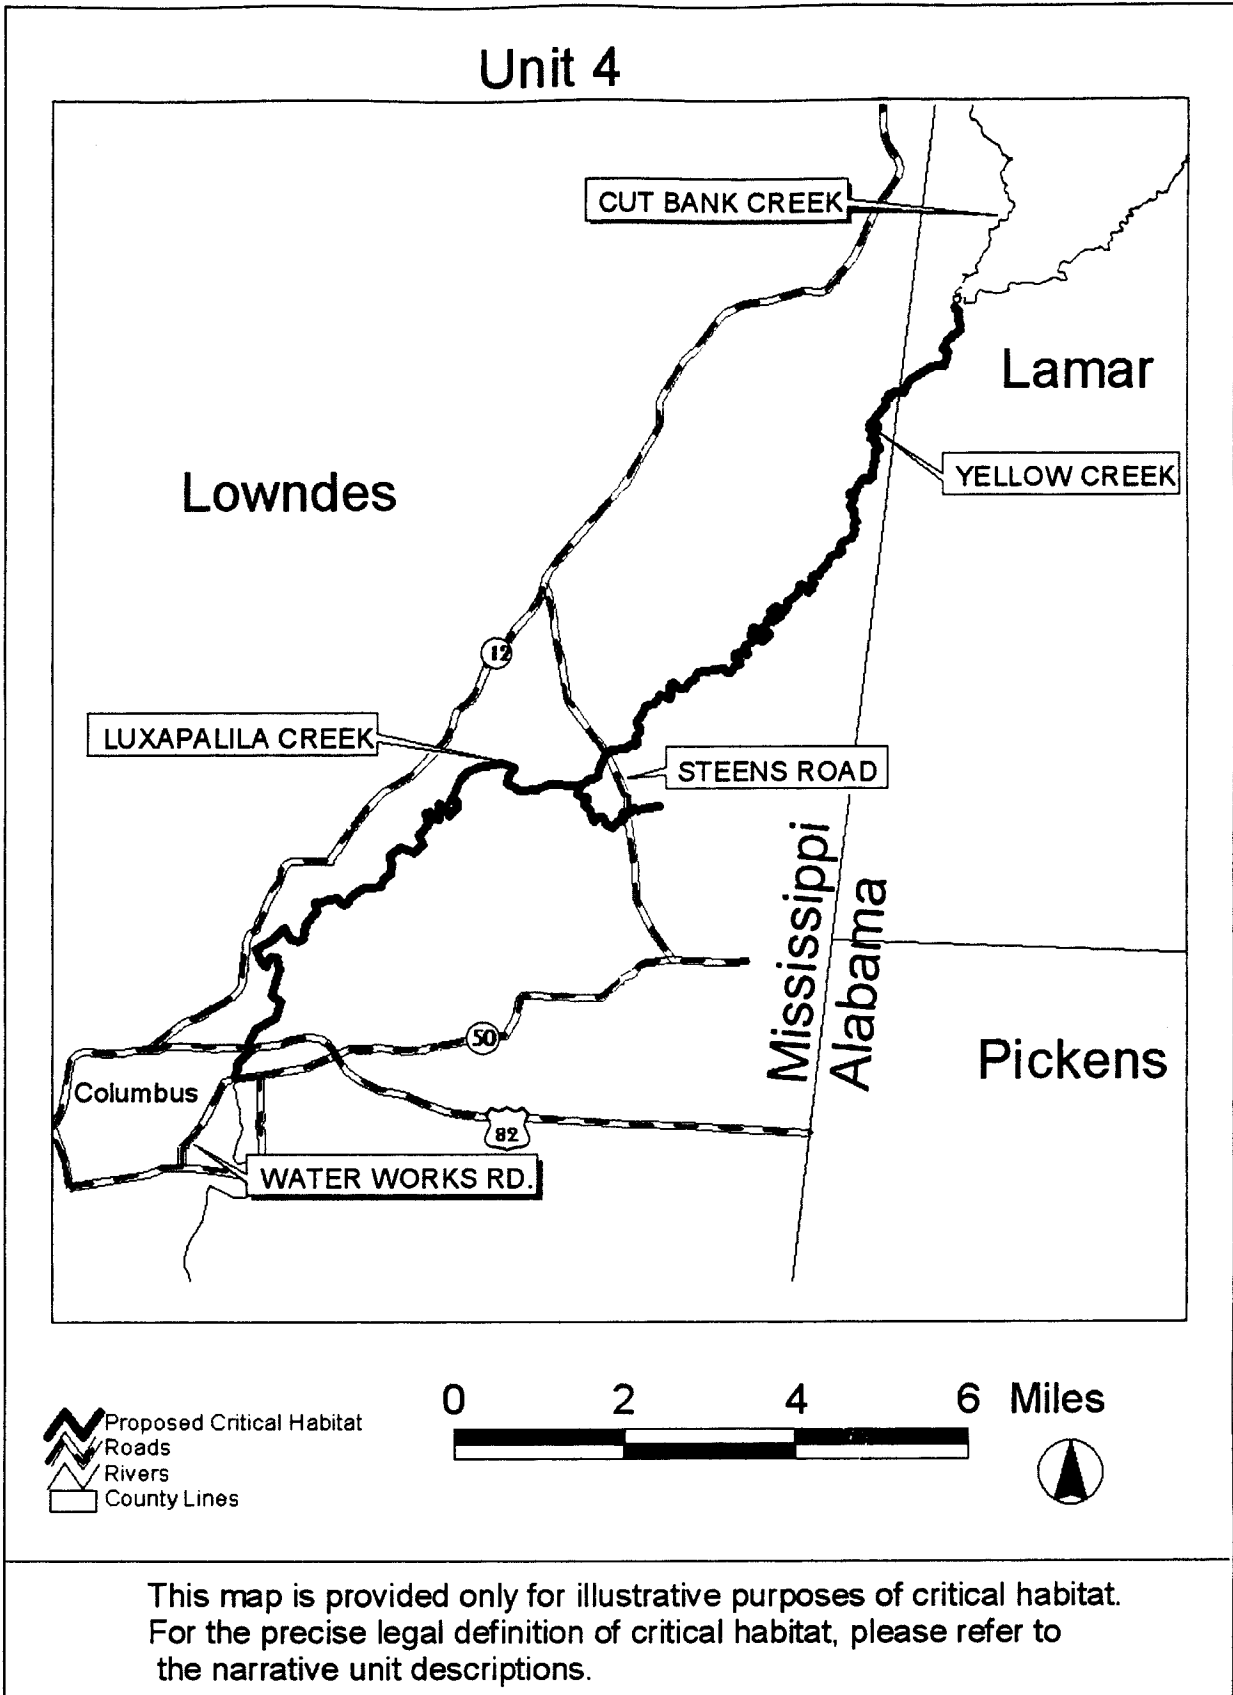 Unit 4
CUT BANK CREEK
Lamar
YELLOW CREEK
Lowndes
12
LUXAPALILA CREEK
STEENS ROAD
Mississippi
Alabama
50
Pickens
Columbus
82
WATER WORKS RD.
0 2 4 6 Miles
Proposed Critical Habitat
Roads
Rivers
County Lines
This map is provided only for illustrative purposes of critical habitat.
For the precise legal definition of critical habitat, please refer to
the narrative unit descriptions.